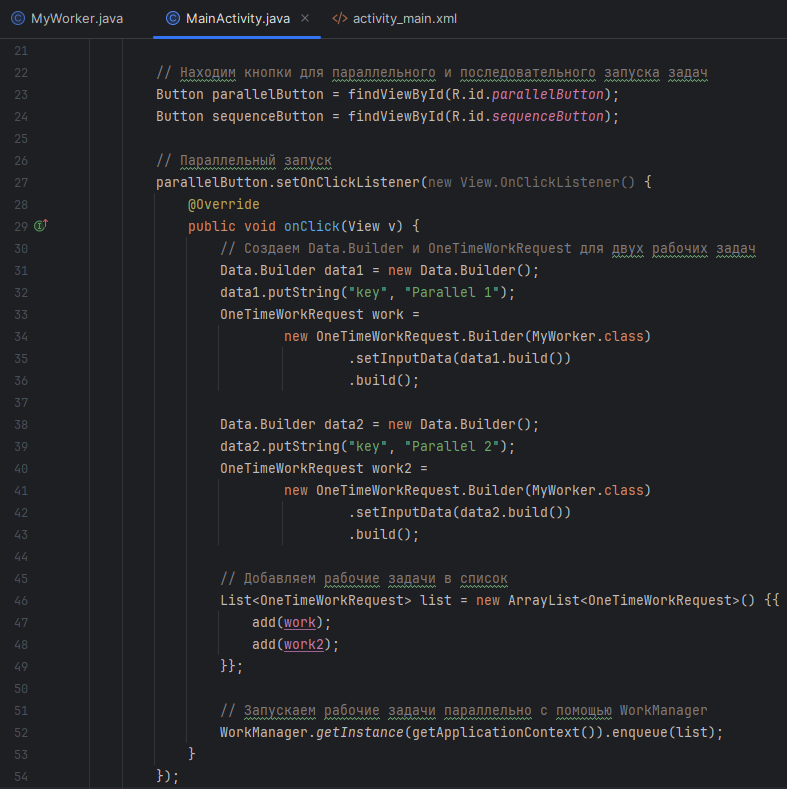 MyWorker.java MainActivity.java activity_main.xml
21
22 // Находим кнопки для параллельного и последовательного запуска задач
23 Button parallelButton = findViewById(R.id.parallelButton);
24 Button sequenceButton = findViewById(R.id.sequenceButton);
25
26 // Параллельный запуск
27 parallelButton.setOnClickListener(new View.OnClickListener() {
28 @Override
29 public void onClick(View v) {
30 // Создаем Data.Builder и OneTimeWorkRequest для двух рабочих задач
31 Data.Builder data1 = new Data.Builder();
32 data1.putString("key", "Parallel 1");
33 OneTimeWorkRequest work =
34 new OneTimeWorkRequest.Builder(MyWorker.class)
35 .setInputData(data1.build())
36 .build();
37
38 Data.Builder data2 = new Data.Builder();
39 data2.putString("key", "Parallel 2");
40 OneTimeWorkRequest work2 =
41 new OneTimeWorkRequest.Builder(MyWorker.class)
42 .setInputData(data2.build())
43 .build();
44
45 // Добавляем рабочие задачи в список
46 List<OneTimeWorkRequest> list = new ArrayList<OneTimeWorkRequest>() {{
47 add(work);
48 add(work2);
49 }};
50
51 // Запускаем рабочие задачи параллельно с помощью WorkManager
52 WorkManager.getInstance(getApplicationContext()).enqueue(list);
53 }
54 });